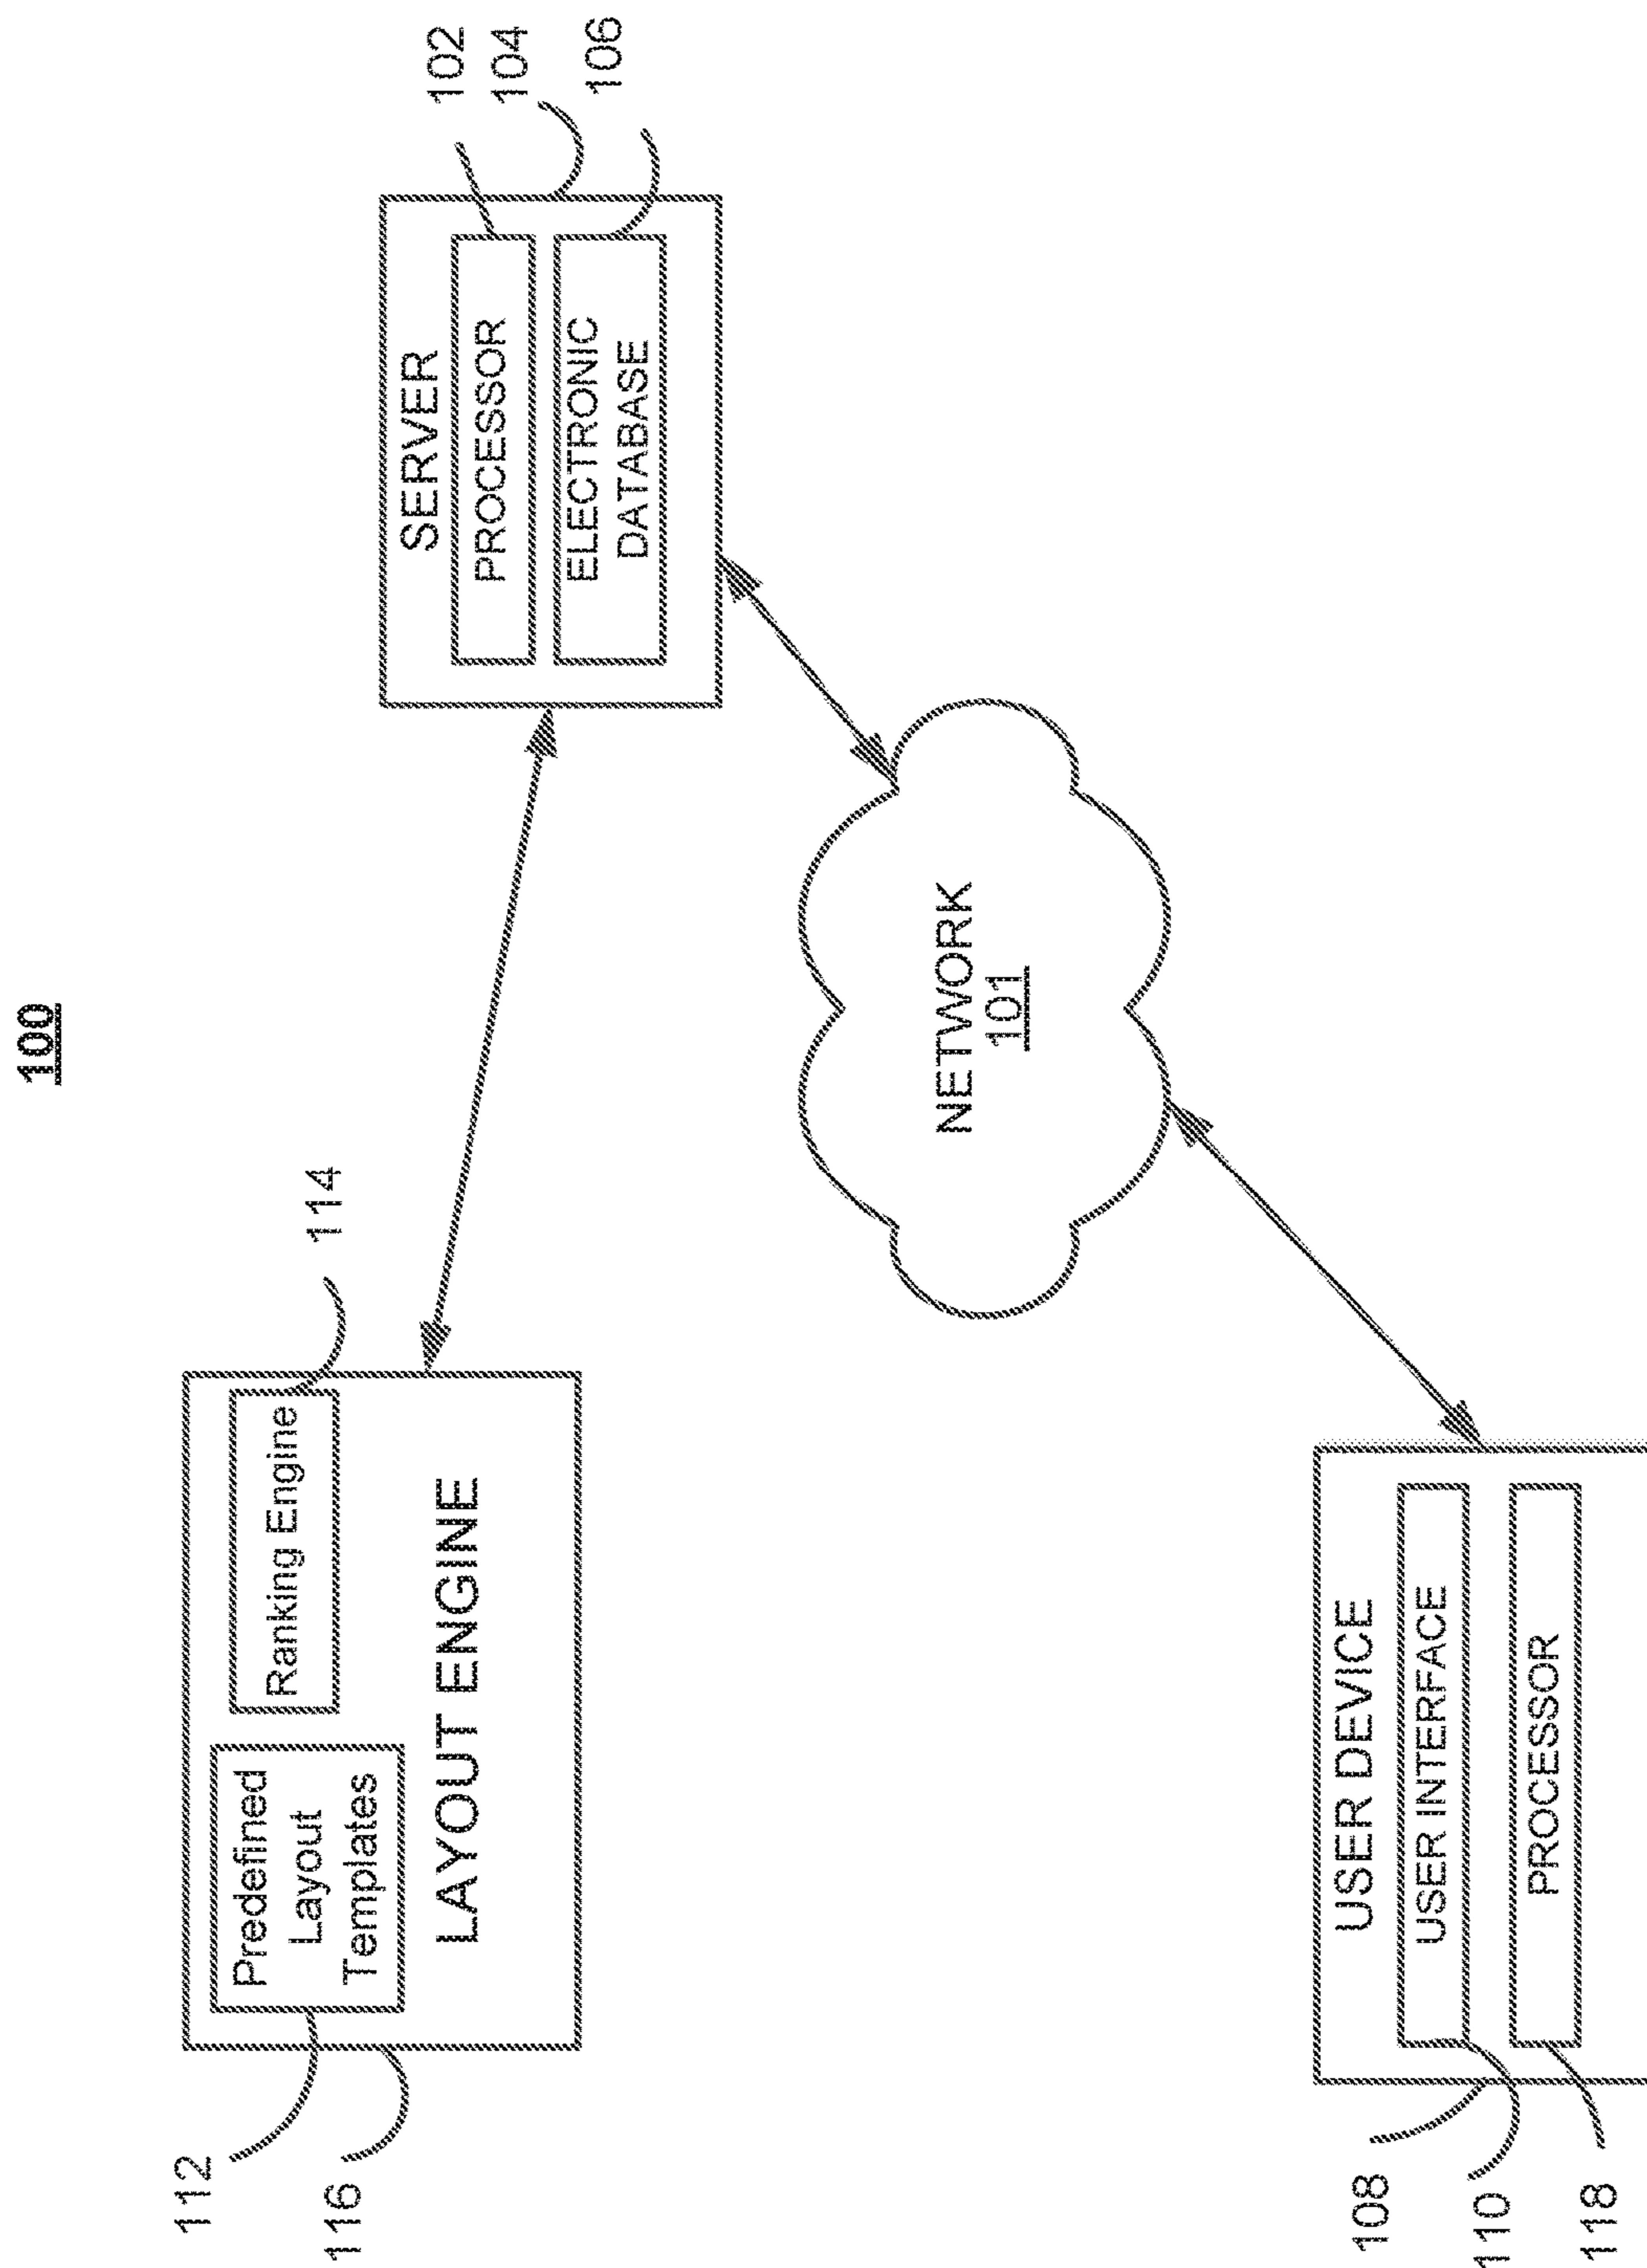 100
112
116
Predefined
Layout
Templates
Ranking Engine
114
LAYOUT ENGINE
SERVER
PROCESSOR
ELECTRONIC
DATABASE
102
104
106
NETWORK
101
USER DEVICE
USER INTERFACE
PROCESSOR
108
110
118